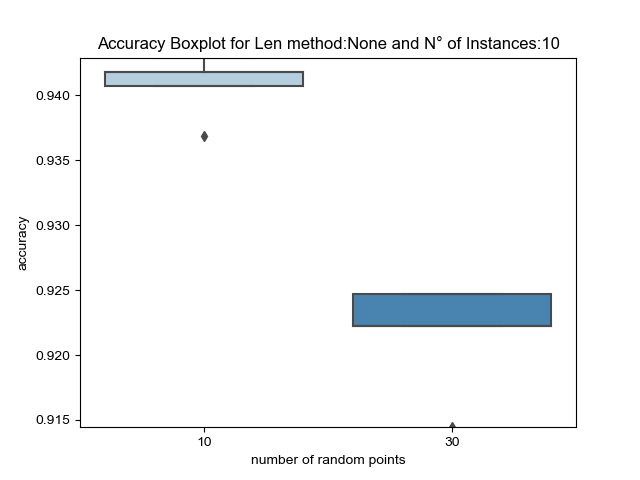 Accuracy Boxplot for Len method:None and N° of Instances:10
0.940
0.935
0.930
0.925
0.920
0.915
accuracy
10
30
number of random points